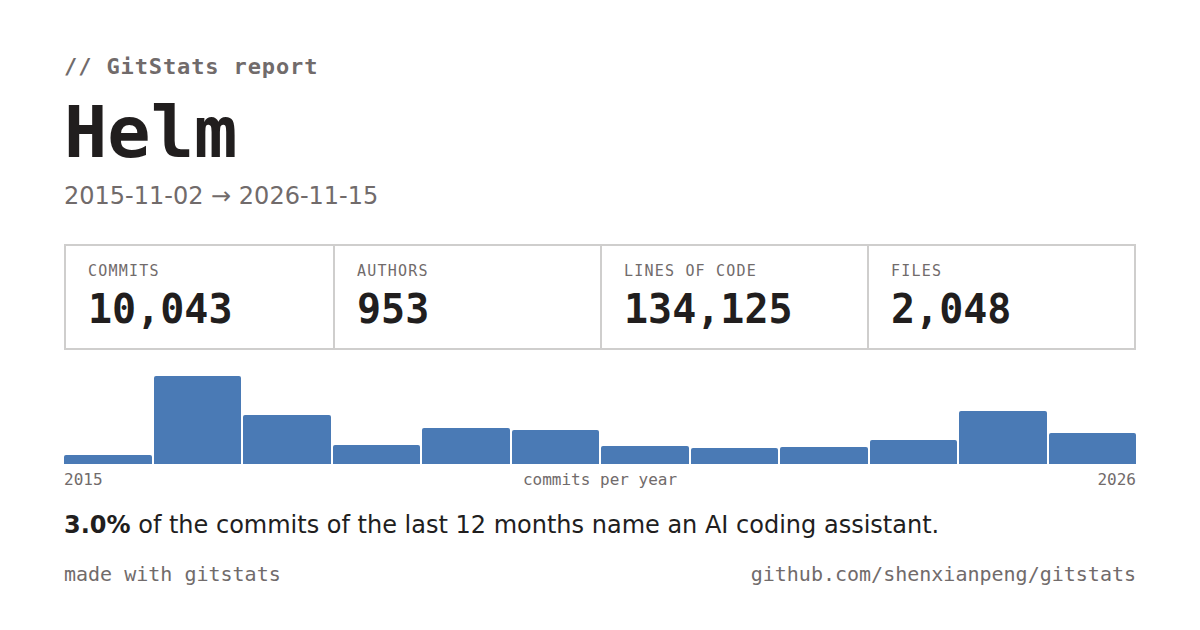 // GitStats report
Helm
2015-11-02 → 2026-11-15
COMMITS
10,043
AUTHORS
953
LINES OF CODE
134,125
FILES
2,048
2015
commits per year
2026
3.0% of the commits of the last 12 months name an AI coding assistant.
made with gitstats
github.com/shenxianpeng/gitstats